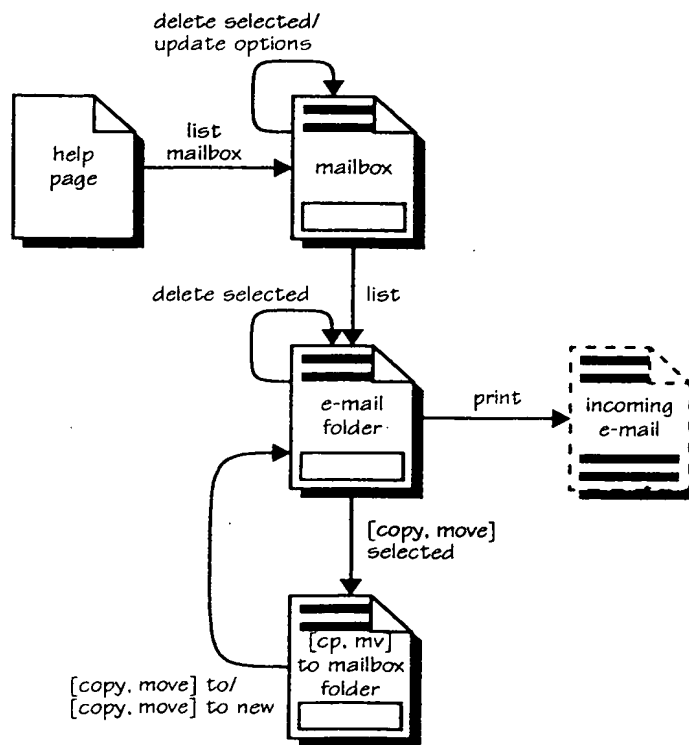 delete selected/
update options
list
mailbox
help
page
mailbox
delete selected
list
e-mail
folder
print
incoming
e-mail
[copy, move]
selected
[cp, mv]
to mailbox
folder
[copy, move] to/
[copy, move] to new